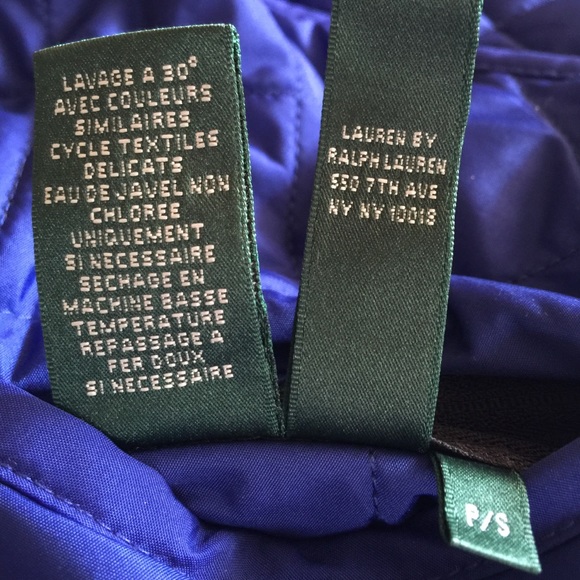 LAVAGE A 30°
AVEC COULEURS
SIMILAIRES
CYCLE TEXTILES
DELICATS
EAU DE JAVEL NON
CHLOREE
UNIQUEMENT
SI NECESSAIRE
SECHAGE EN
MACHINE BASSE
TEMPERATURE
REPASSAGE A
FER DOUX
SI NECESSAIRE
LAUREN BY
RALPH LAUREN
550 7TH AVE
NY NY 10018
P/S